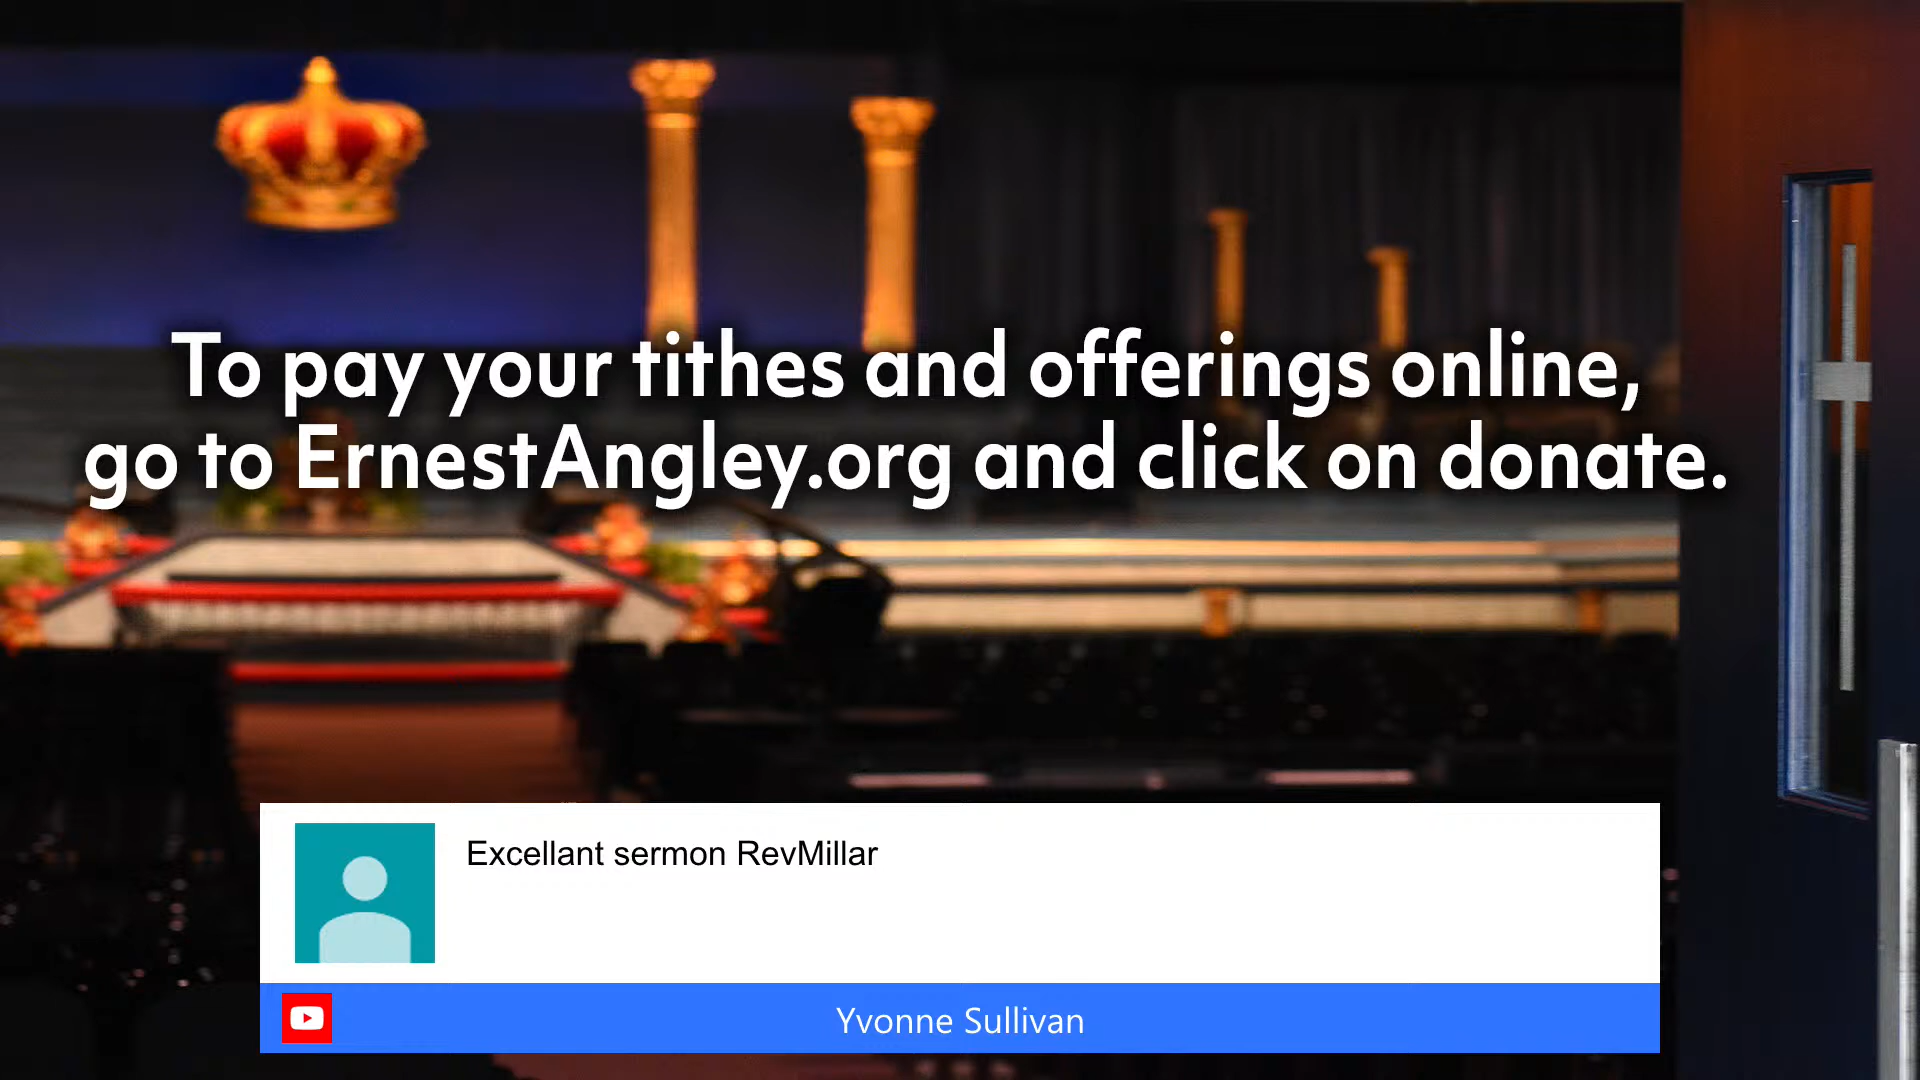 To pay your tithes and offerings online,
go to ErnestAngley.org and click on donate.
Excellant sermon RevMillar
Yvonne Sullivan